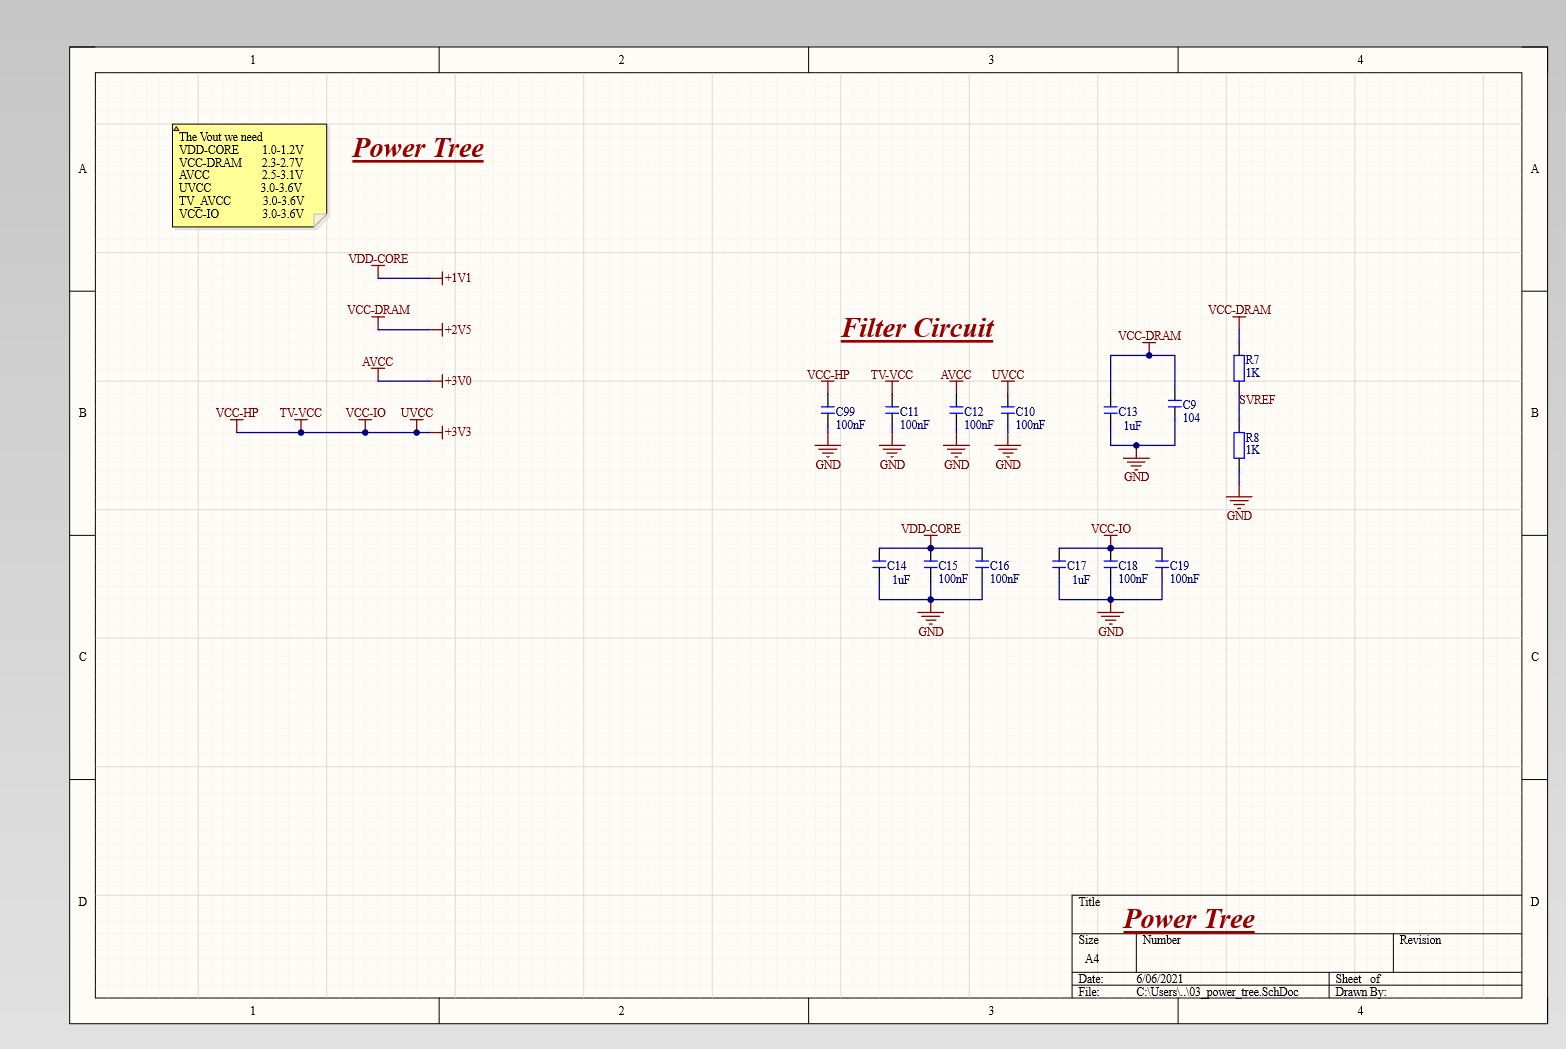 1 2 3 4
A A
The Vout we need
VDD-CORE 1.0-1.2V
VCC-DRAM 2.3-2.7V
AVCC 2.5-3.1V
UVCC 3.0-3.6V
TV_AVCC 3.0-3.6V
VCC-IO 3.0-3.6V
Power Tree
VDD-CORE
+1V1
VCC-DRAM
+2V5
AVCC
+3V0
B B
VCC-HP TV-VCC VCC-IO UVCC
+3V3
Filter Circuit
VCC-HP TV-VCC AVCC UVCC
C99 C11 C12 C10
100nF 100nF 100nF 100nF
GND GND GND GND
VCC-DRAM
C13 C9
1uF 104
GND
VCC-DRAM
R7
1K
SVREF
R8
1K
GND
VDD-CORE
C14 C15 C16
1uF 100nF 100nF
GND
VCC-IO
C17 C18 C19
1uF 100nF 100nF
GND
C C
D D
Title
Power Tree
Size Number Revision
A4
Date: 6/06/2021 Sheet of
File: C:\Users\..\03_power_tree.SchDoc Drawn By:
1 2 3 4